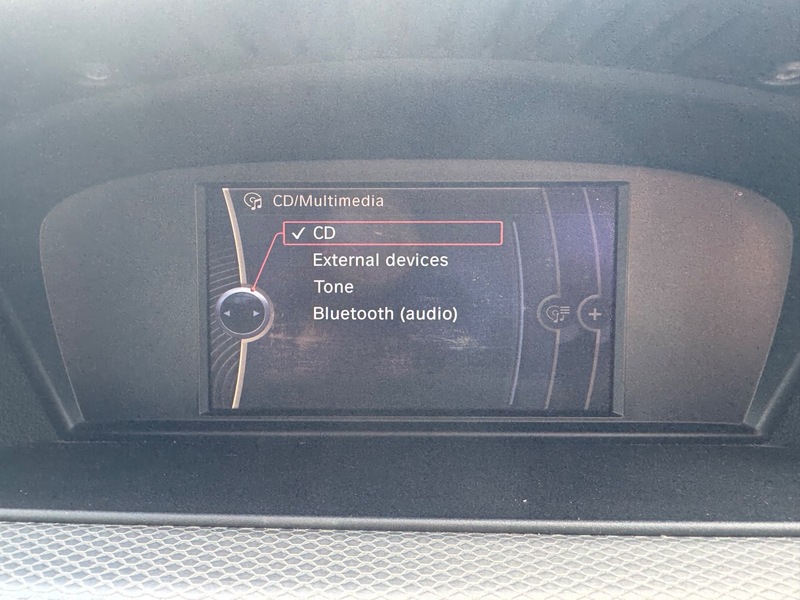 CD/Multimedia
✓ CD
External devices
Tone
Bluetooth (audio)